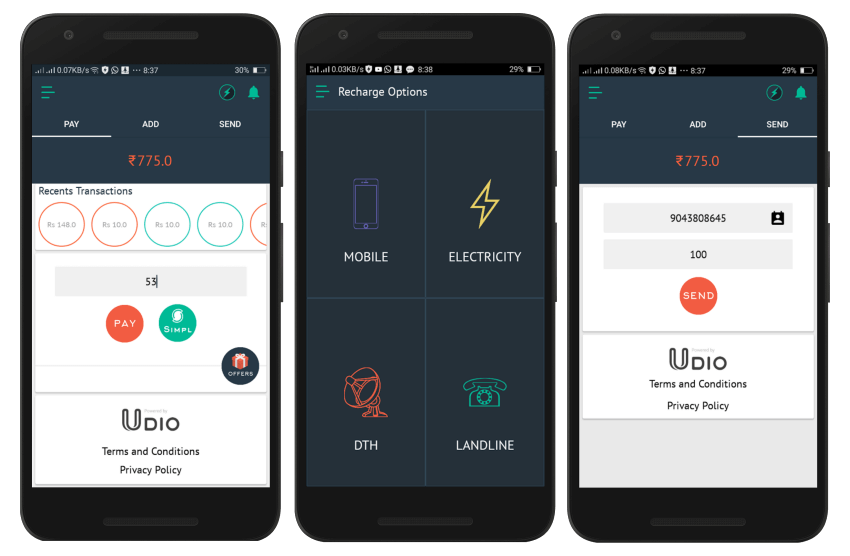 0.07KB/s 8:37 30%
PAY ADD SEND
₹775.0
Recents Transactions
Rs 148.0 Rs 10.0 Rs 10.0 Rs 10.0 Rs
53
PAY SIMPL
OFFERS
Powered by
UDIO
Terms and Conditions
Privacy Policy
0.03KB/s 8:38 29%
Recharge Options
MOBILE ELECTRICITY
DTH LANDLINE
0.08KB/s 8:37 29%
PAY ADD SEND
₹775.0
9043808645
100
SEND
Powered by
UDIO
Terms and Conditions
Privacy Policy